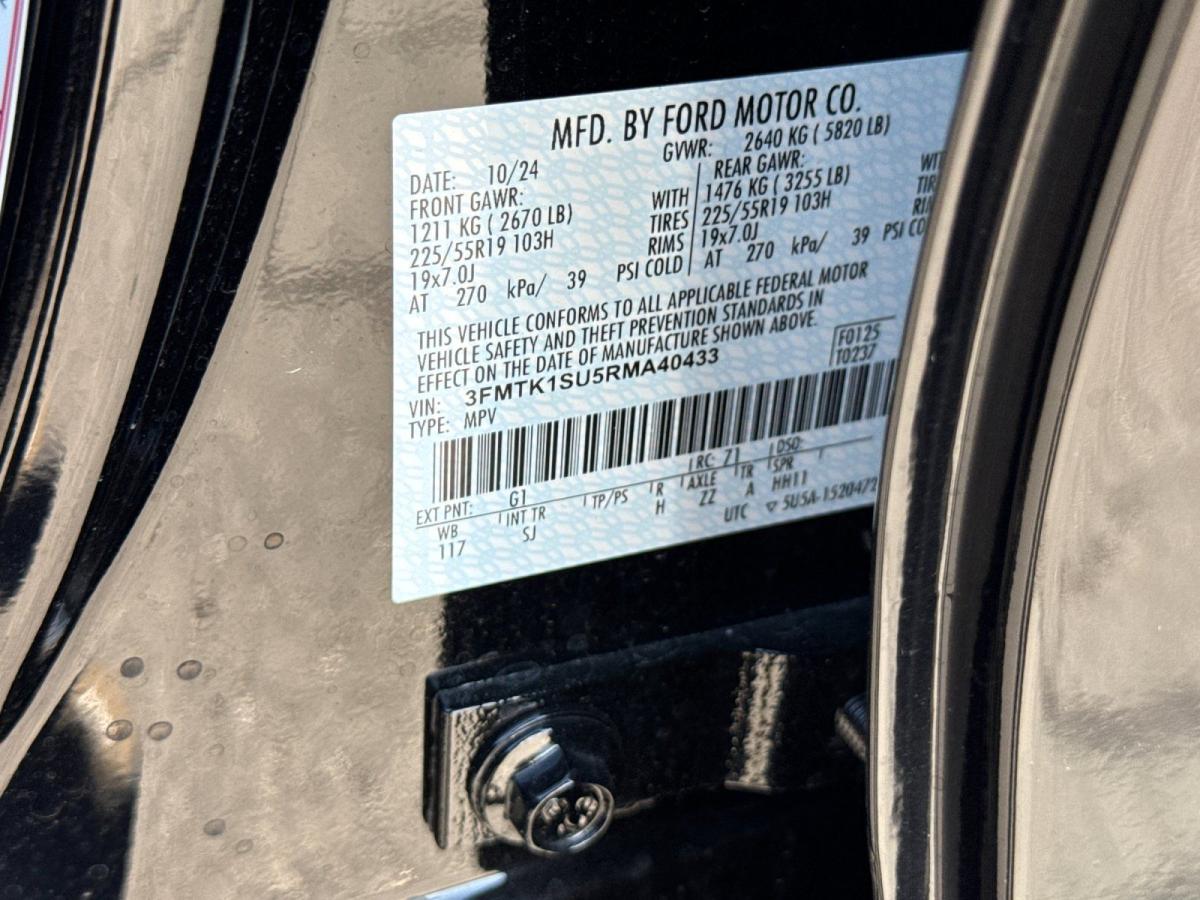 MFD. BY FORD MOTOR CO.
DATE: 10/24 GVWR: 2640 KG ( 5820 LB)
FRONT GAWR: REAR GAWR:
1211 KG ( 2670 LB) WITH 1476 KG ( 3255 LB)
225/55R19 103H TIRES 225/55R19 103H
19x7.0J RIMS 19x7.0J
AT 270 kPa/ 39 PSI COLD AT 270 kPa/ 39 PSI
THIS VEHICLE CONFORMS TO ALL APPLICABLE FEDERAL MOTOR
VEHICLE SAFETY AND THEFT PREVENTION STANDARDS IN
EFFECT ON THE DATE OF MANUFACTURE SHOWN ABOVE.
F0125
T0237
VIN: 3FMTK1SU5RMA40433
TYPE: MPV
EXT PNT: G1 RC: 71 DSO:
WB INT TR TP/PS R AXLE TR SPR
117 SJ H ZZ A HH11
UTC ▽ 5U5A-1520472